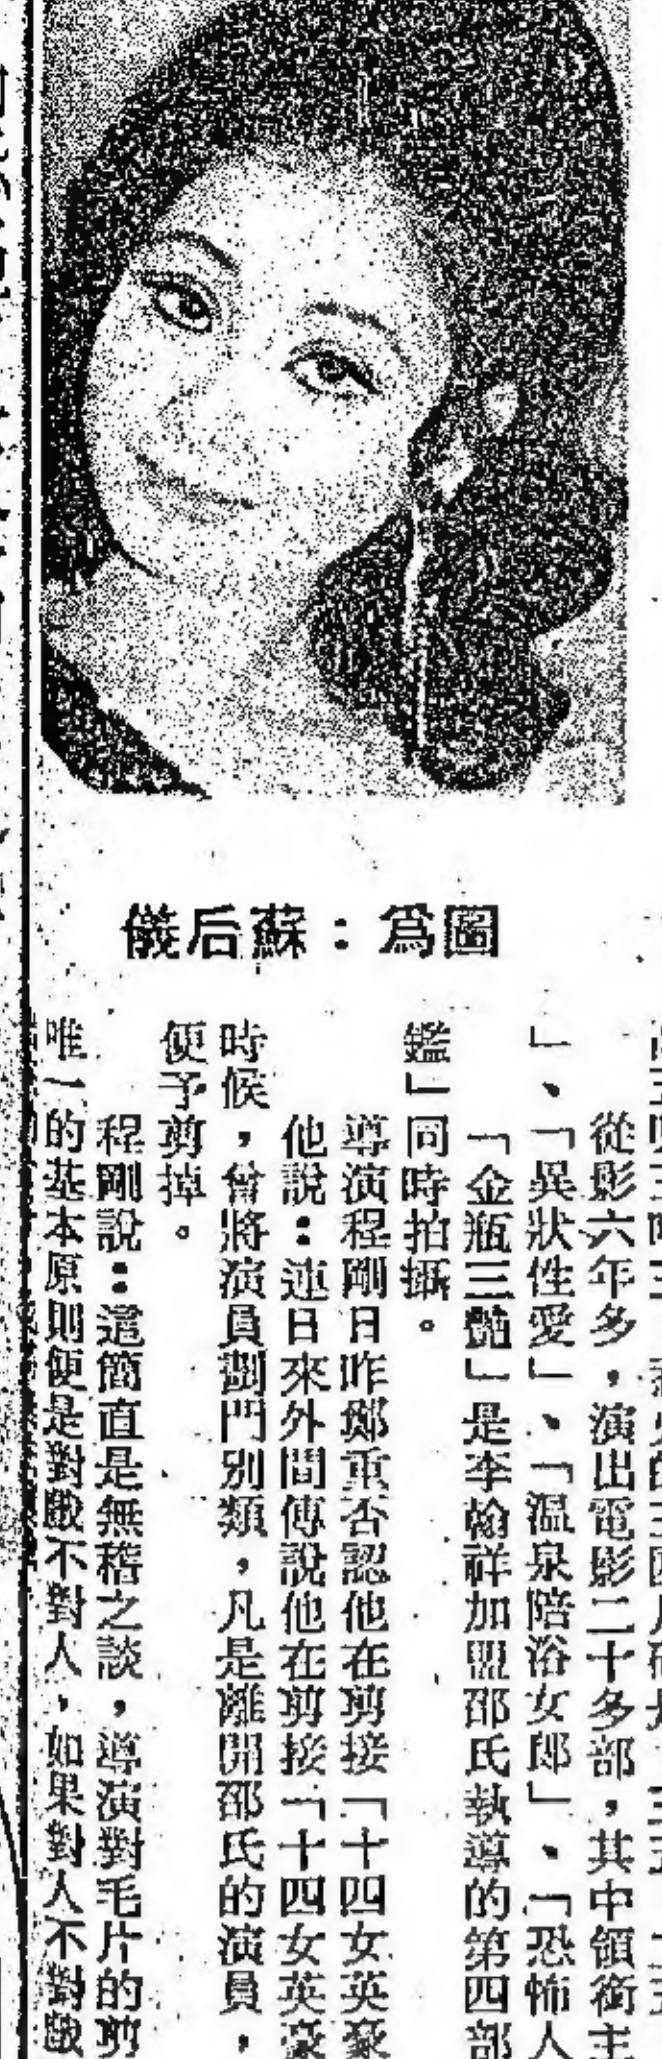 圖為：蘇后儀
從影六年多，演出電影二十多部，其中領銜主
」、「異狀性愛」、「溫泉陪浴女郎」、「恐怖人
「金瓶三艷」是李翰祥加盟邵氏執導的第四部
鑑」同時拍攝。
導演程剛日昨鄭重否認他在剪接「十四女英豪
他說：連日來外間傳說他在剪接「十四女英豪
時候，曾將演員劃門別類，凡是離開邵氏的演員，
便予剪掉。
程剛說：這簡直是無稽之談，導演對毛片的剪
唯一的基本原則便是對戲不對人，如果對人不對戲